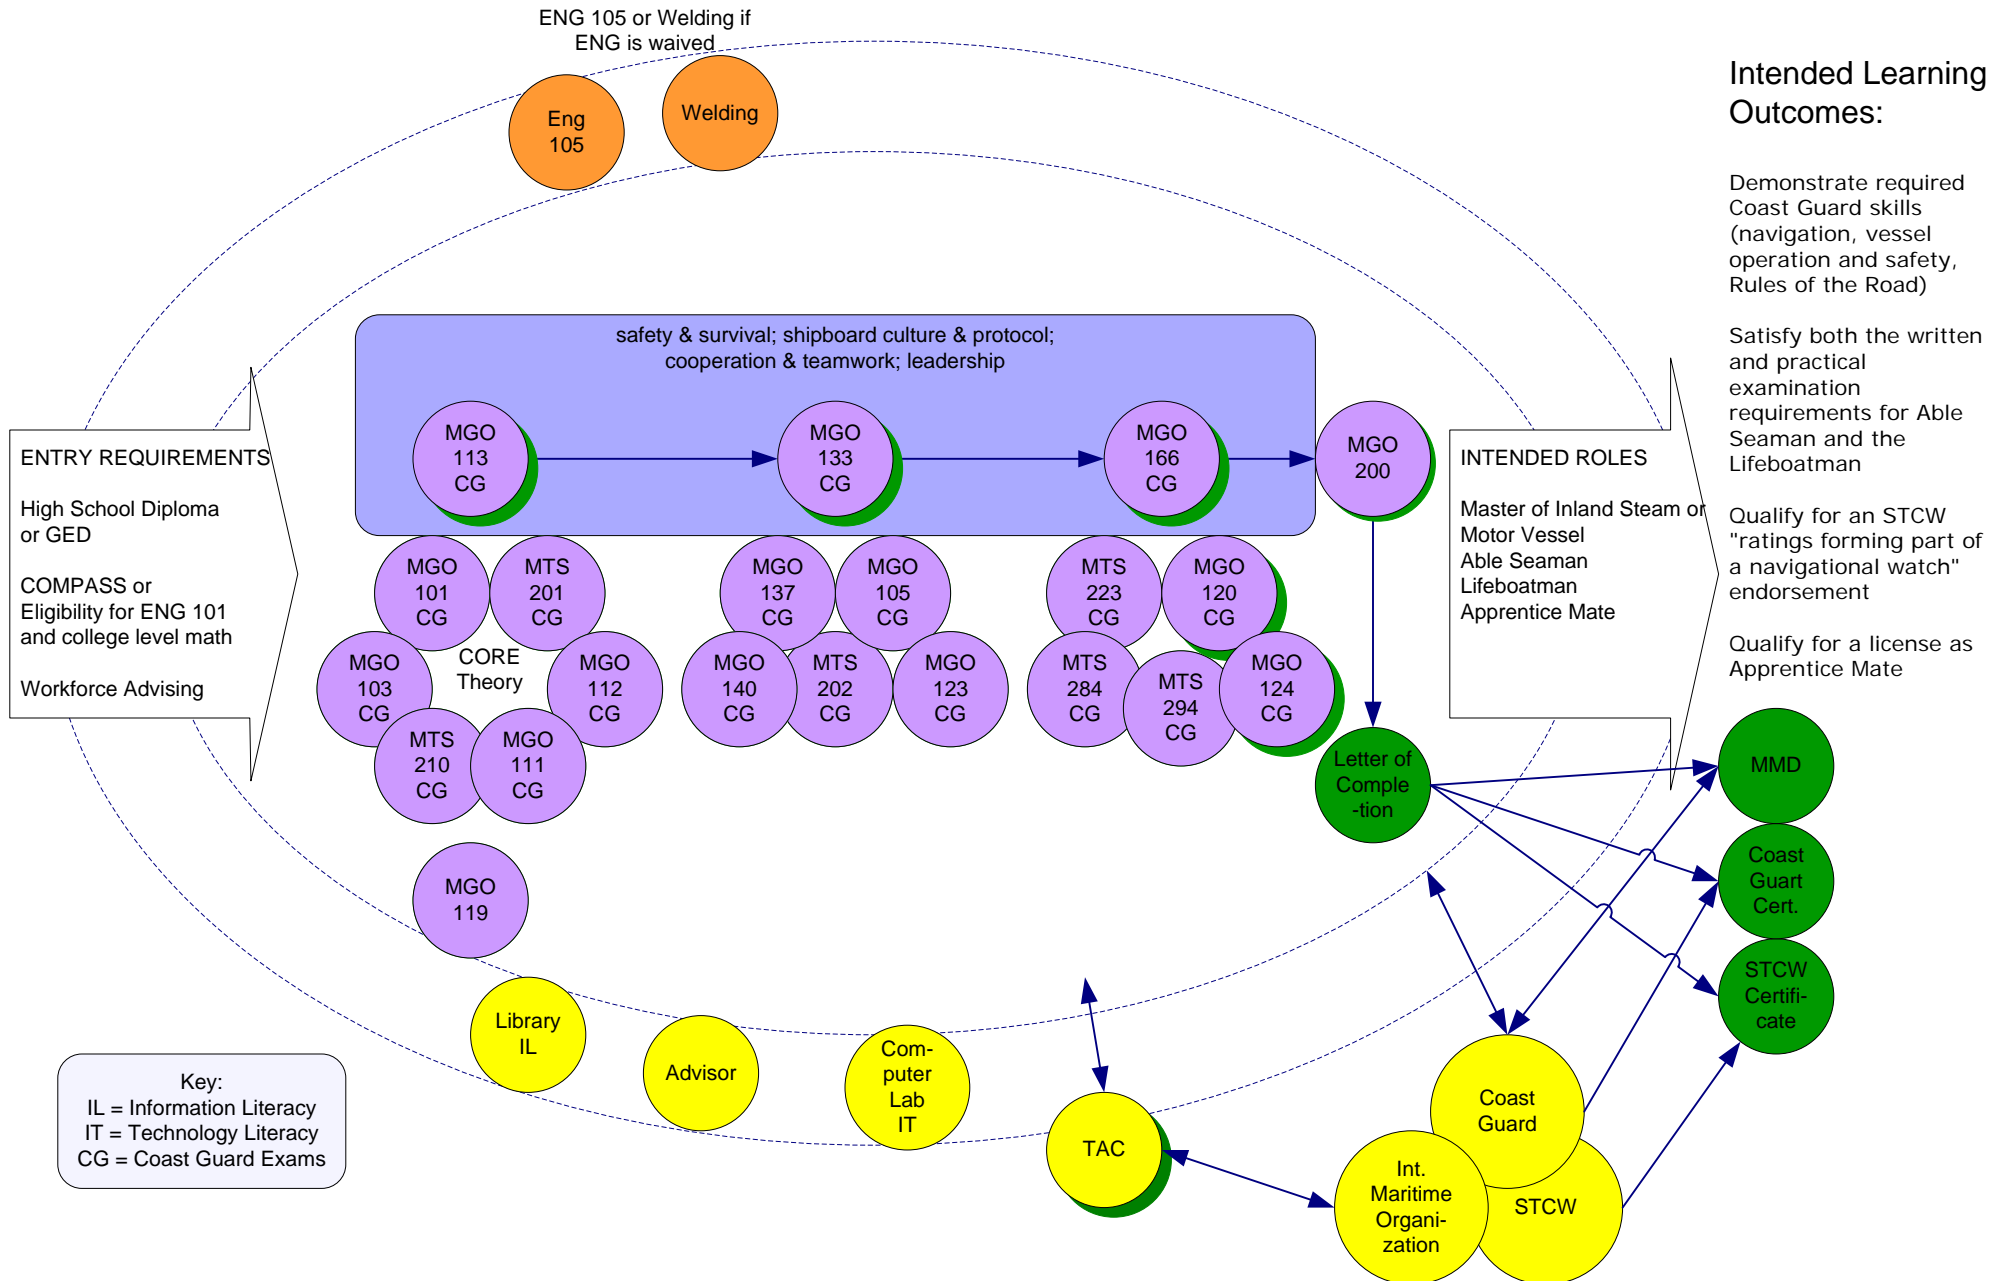 ENG 105 or Welding if
ENG is waived
Eng
105
Welding
Intended Learning
Outcomes:
Demonstrate required
Coast Guard skills
(navigation, vessel
operation and safety,
Rules of the Road)
Satisfy both the written
and practical
examination
requirements for Able
Seaman and the
Lifeboatman
Qualify for an STCW
"ratings forming part of
a navigational watch"
endorsement
Qualify for a license as
Apprentice Mate
safety & survival; shipboard culture & protocol;
cooperation & teamwork; leadership
MGO
113
CG
MGO
133
CG
MGO
166
CG
MGO
200
ENTRY REQUIREMENTS
High School Diploma
or GED
COMPASS or
Eligibility for ENG 101
and college level math
Workforce Advising
INTENDED ROLES
Master of Inland Steam or
Motor Vessel
Able Seaman
Lifeboatman
Apprentice Mate
MGO
101
CG
MTS
201
CG
MGO
103
CG
CORE
Theory
MGO
112
CG
MTS
210
CG
MGO
111
CG
MGO
137
CG
MGO
105
CG
MGO
140
CG
MTS
202
CG
MGO
123
CG
MTS
223
CG
MGO
120
CG
MTS
284
CG
MTS
294
CG
MGO
124
CG
Letter of
Comple
-tion
MMD
Coast
Guart
Cert.
STCW
Certifi-
cate
MGO
119
Library
IL
Advisor
Com-
puter
Lab
IT
TAC
Coast
Guard
Int.
Maritime
Organi-
zation
STCW
Key:
IL = Information Literacy
IT = Technology Literacy
CG = Coast Guard Exams